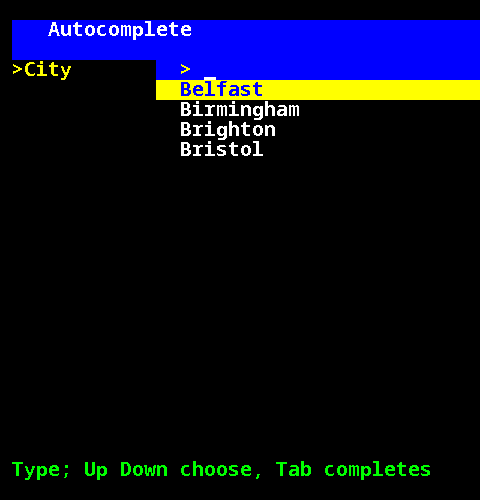 Autocomplete
>City > _
Belfast
Birmingham
Brighton
Bristol
Type; Up Down choose, Tab completes